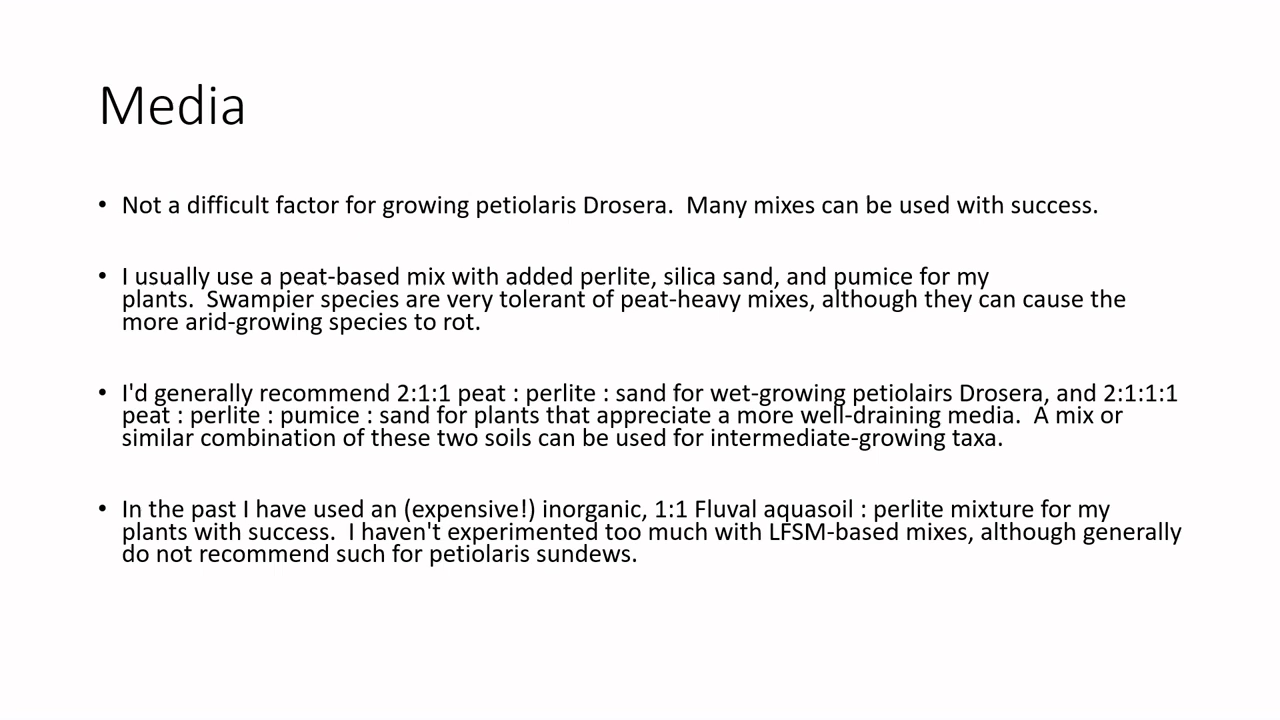 Media
• Not a difficult factor for growing petiolaris Drosera.  Many mixes can be used with success.
• I usually use a peat-based mix with added perlite, silica sand, and pumice for my
plants.  Swampier species are very tolerant of peat-heavy mixes, although they can cause the
more arid-growing species to rot.
• I'd generally recommend 2:1:1 peat : perlite : sand for wet-growing petiolairs Drosera, and 2:1:1:1
peat : perlite : pumice : sand for plants that appreciate a more well-draining media.  A mix or
similar combination of these two soils can be used for intermediate-growing taxa.
• In the past I have used an (expensive!) inorganic, 1:1 Fluval aquasoil : perlite mixture for my
plants with success.  I haven't experimented too much with LFSM-based mixes, although generally
do not recommend such for petiolaris sundews.